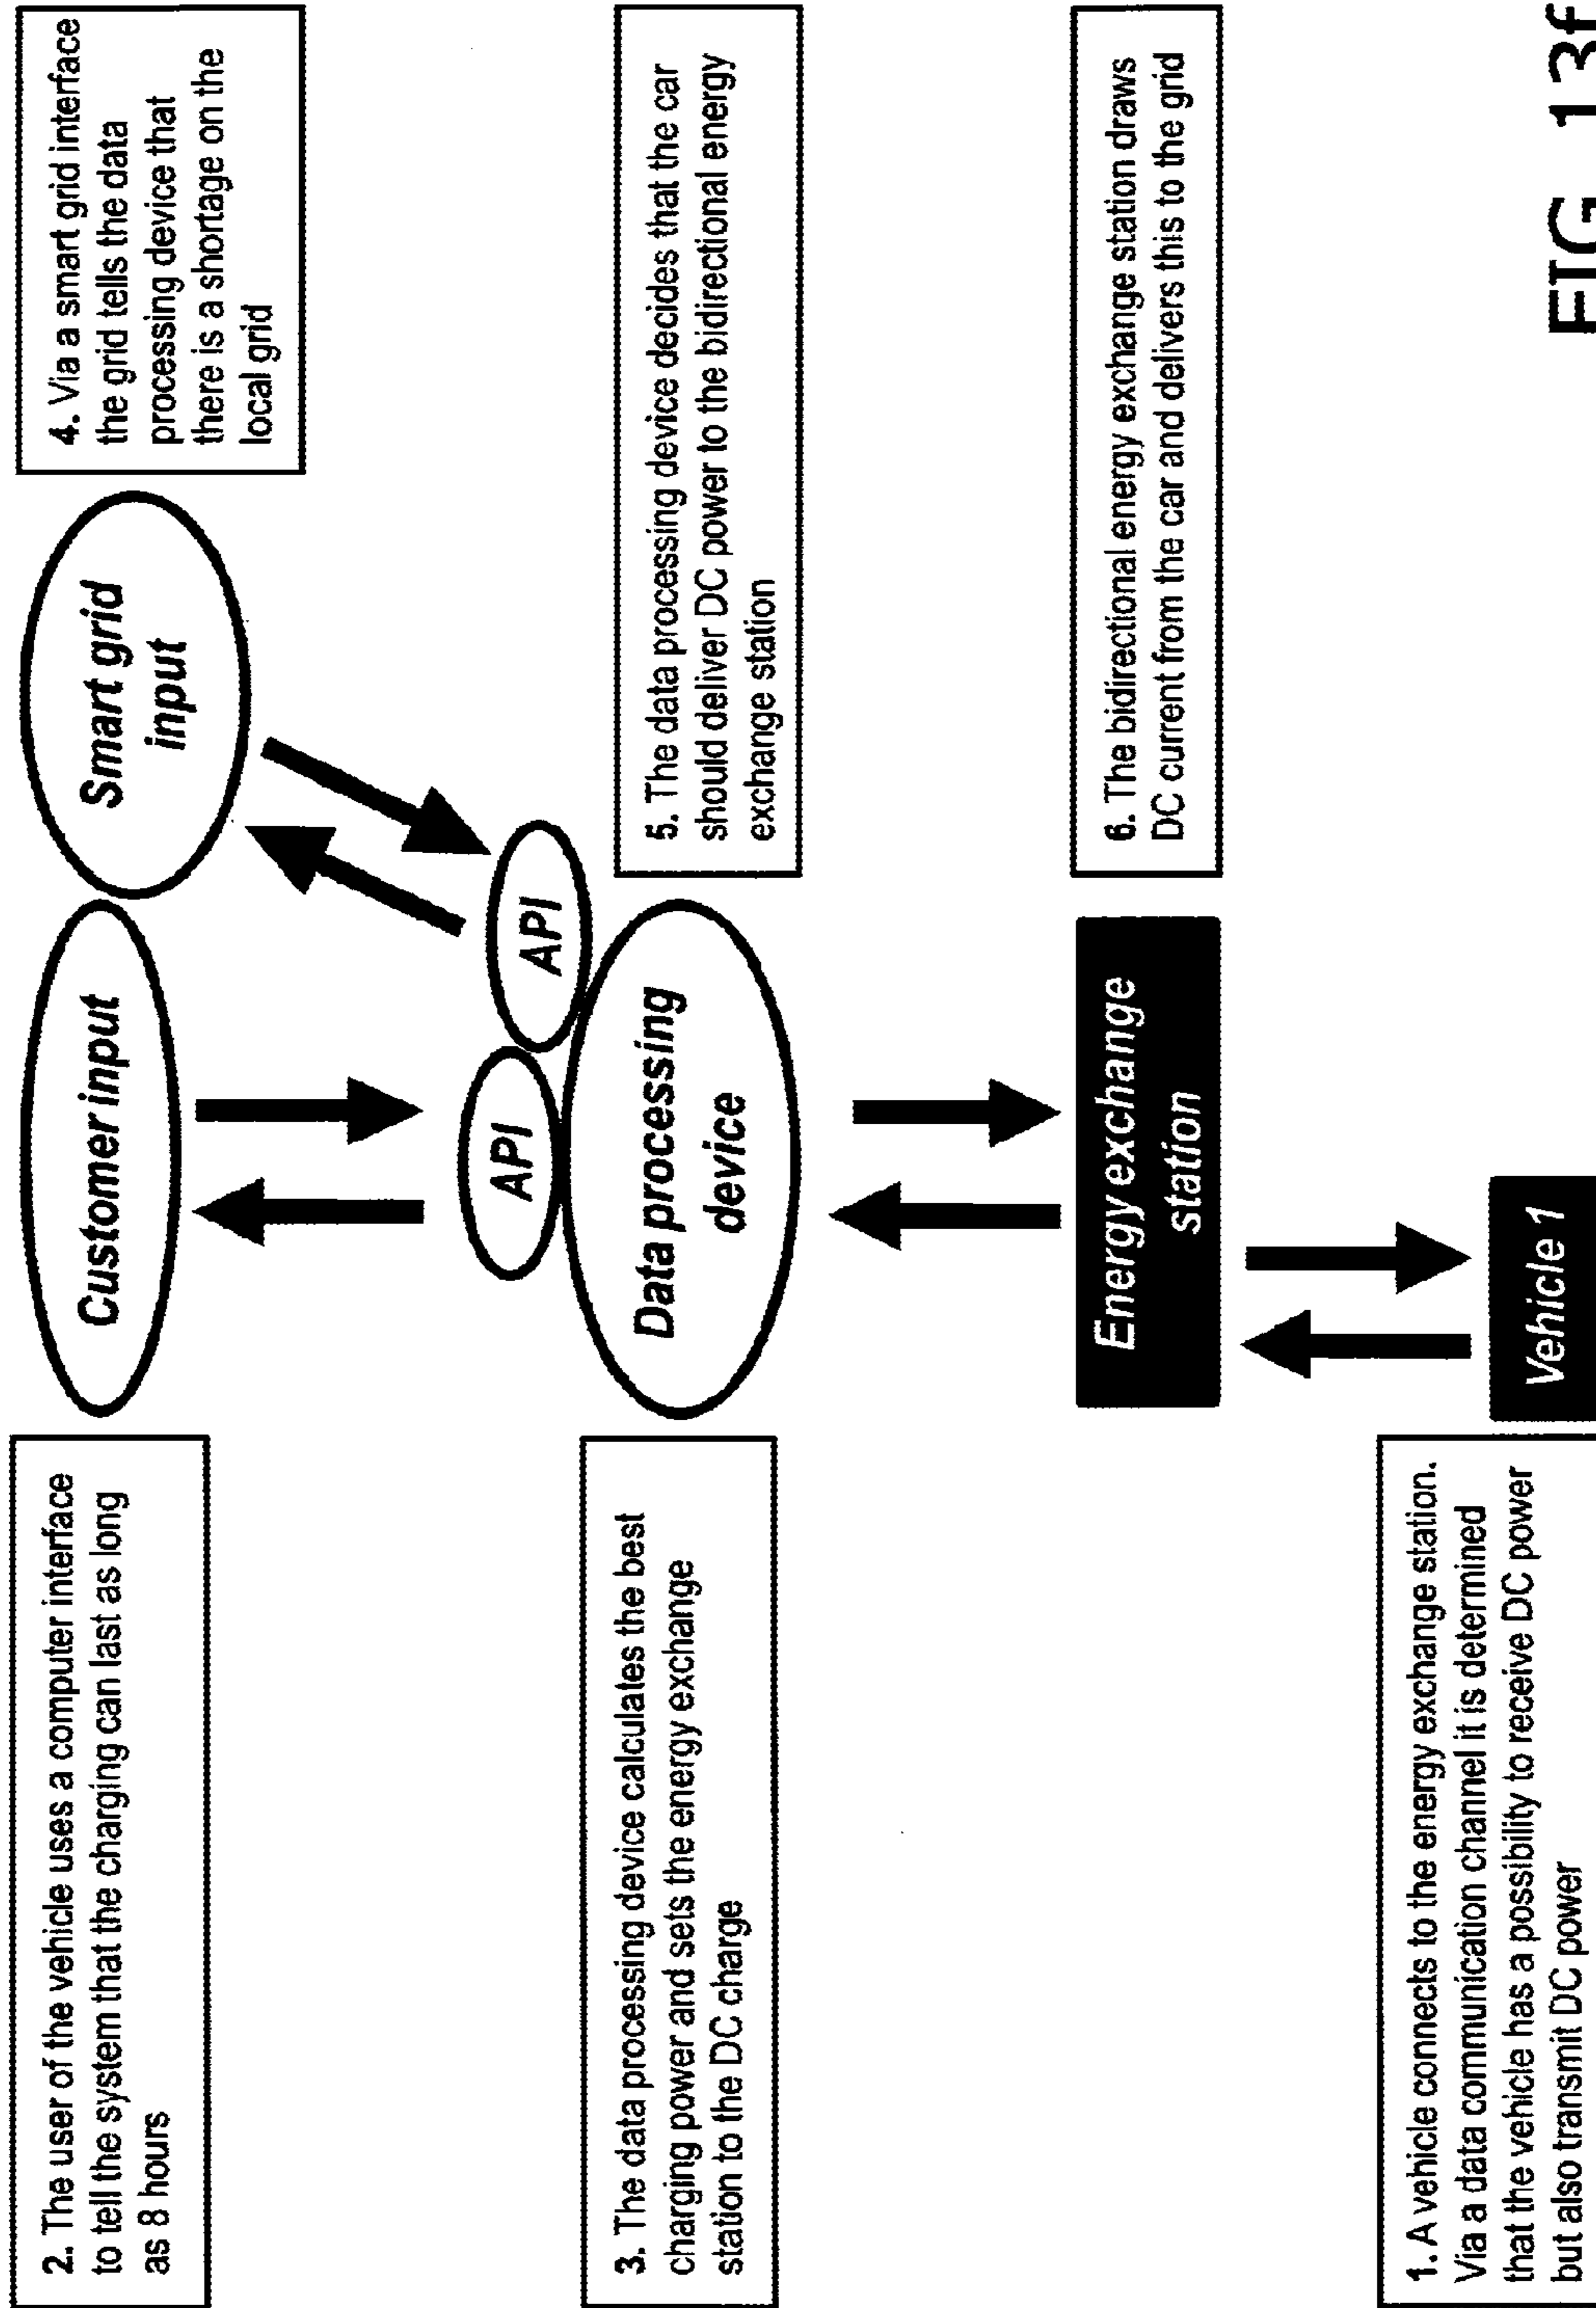 2. The user of the vehicle uses a computer interface
to tell the system that the charging can last as long
as 8 hours
Customer input
Smart grid
input
4. Via a smart grid interface
the grid tells the data
processing device that
there is a shortage on the
local grid
API
API
3. The data processing device calculates the best
charging power and sets the energy exchange
station to the DC charge
Data processing
device
5. The data processing device decides that the car
should deliver DC power to the bidirectional energy
exchange station
Energy exchange
station
6. The bidirectional energy exchange station draws
DC current from the car and delivers this to the grid
1. A vehicle connects to the energy exchange station.
Via a data communication channel it is determined
that the vehicle has a possibility to receive DC power
but also transmit DC power
Vehicle 1
FIG 13f